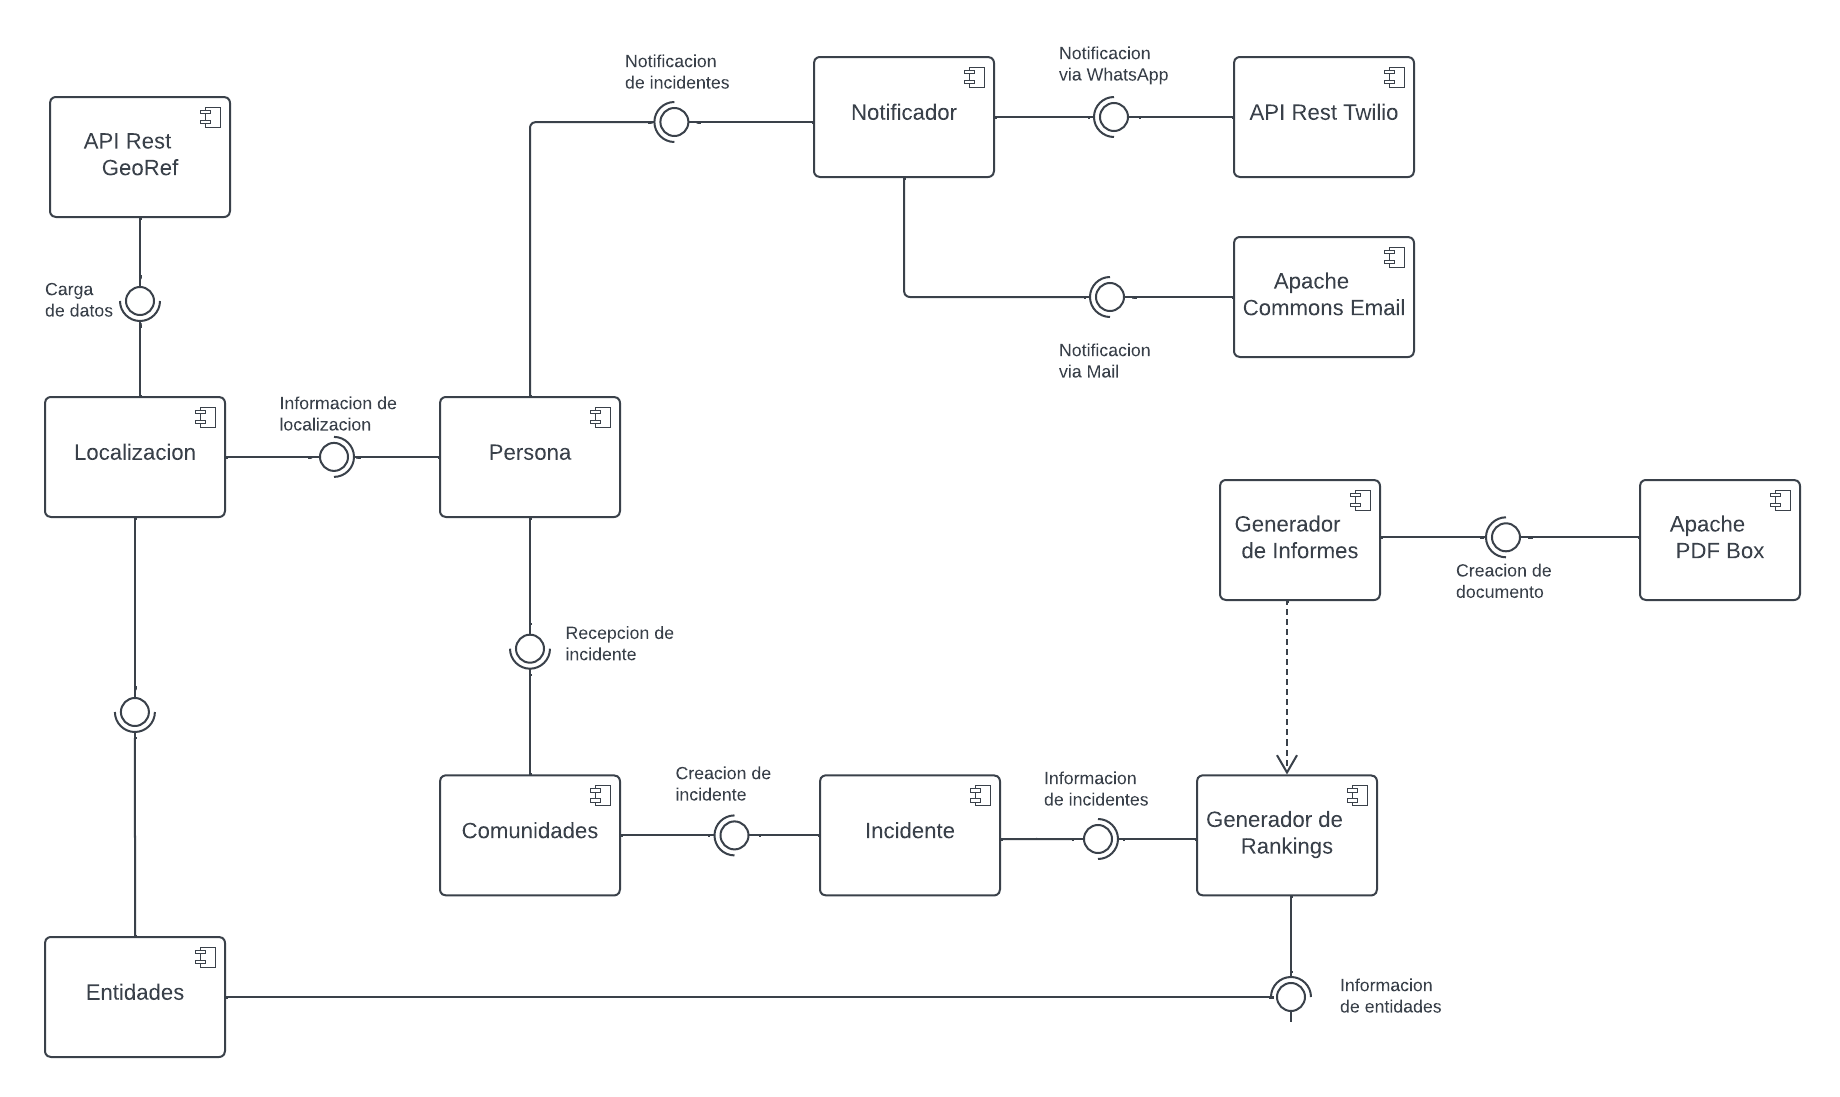 Notificacion
de incidentes
Notificador
Notificacion
via WhatsApp
API Rest Twilio
API Rest
GeoRef
Carga
de datos
Apache
Commons Email
Notificacion
via Mail
Localizacion
Informacion de
localizacion
Persona
Generador
de Informes
Creacion de
documento
Apache
PDF Box
Recepcion de
incidente
Comunidades
Creacion de
incidente
Incidente
Informacion
de incidentes
Generador de
Rankings
Entidades
Informacion
de entidades